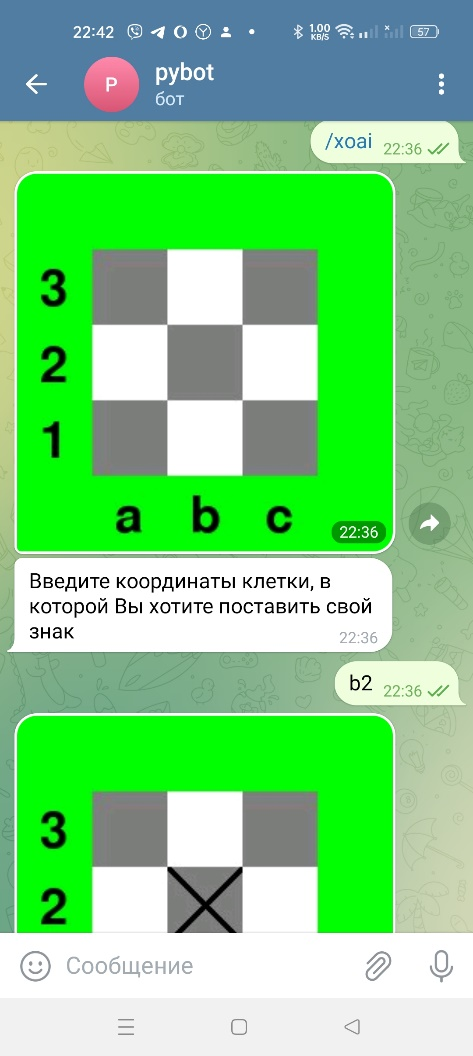 22:42
1.00
KB/S
57
P
pybot
бот
/xoai
22:36
3
2
1
a b c
22:36
Введите координаты клетки, в
которой Вы хотите поставить свой
знак
22:36
b2
22:36
3
2
Сообщение